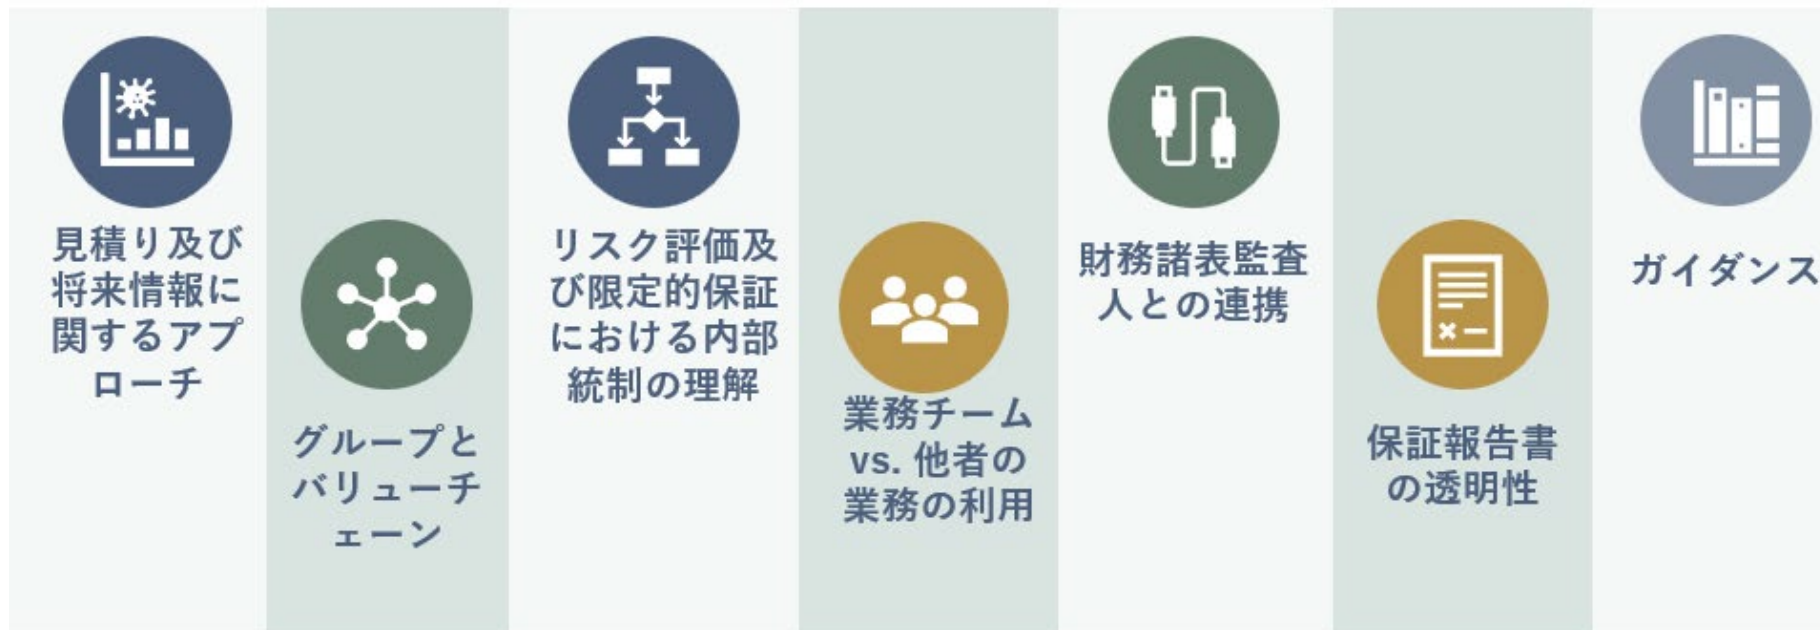 見積り及び
将来情報に
関するアプ
ローチ
グループと
バリューチ
ェーン
リスク評価及
び限定的保証
における内部
統制の理解
業務チーム
vs. 他者の
業務の利用
財務諸表監査
人との連携
保証報告書
の透明性
ガイダンス